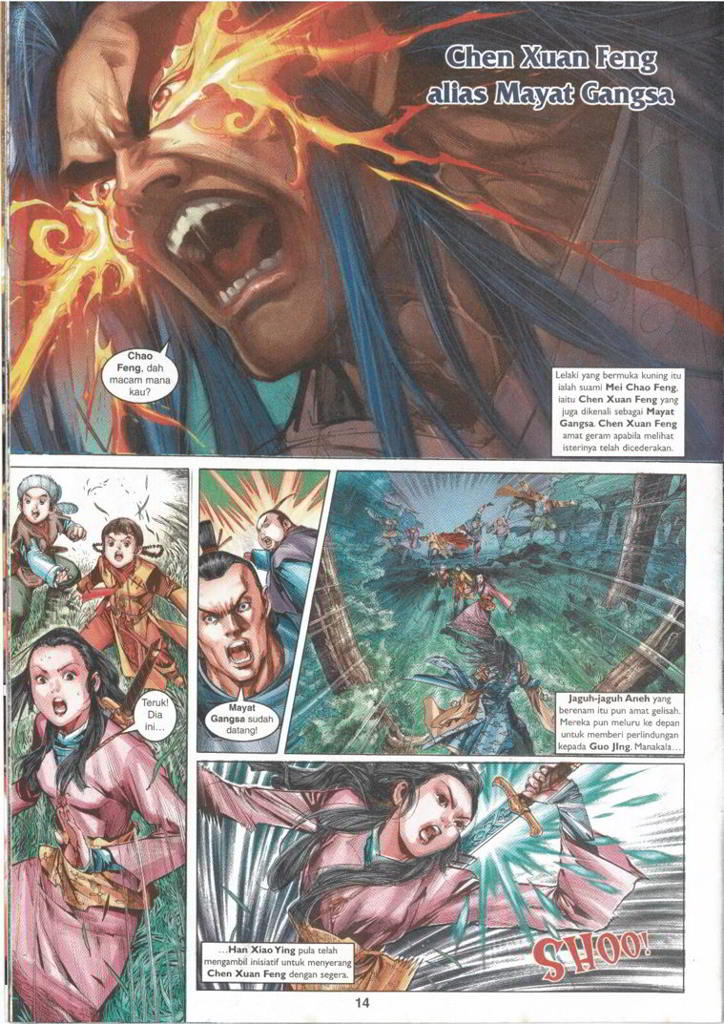 Chen Xuan Feng
alias Mayat Gangsa
Chao
Feng, dah
macam mana
kau?
Lelaki yang bermuka kuning itu
ialah suami Mei Chao Feng,
iaitu Chen Xuan Feng yang
juga dikenali sebagai Mayat
Gangsa. Chen Xuan Feng
amat geram apabila melihat
isterinya telah dicederakan.
Teruk!
Dia
ini...
Mayat
Gangsa sudah
datang!
Jaguh-jaguh Aneh yang
berenam itu pun amat gelisah.
Mereka pun meluru ke depan
untuk memberi perlindungan
kepada Guo JIng. Manakala...
...Han Xiao Ying pula telah
mengambil inisiatif untuk menyerang
Chen Xuan Feng dengan segera.
SHOO!
14